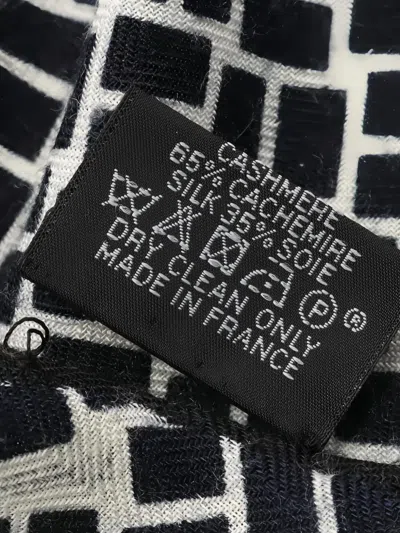 CASHMERE
65% CACHEMIRE
SILK 35% SOIE
P ®
DRY CLEAN ONLY
MADE IN FRANCE